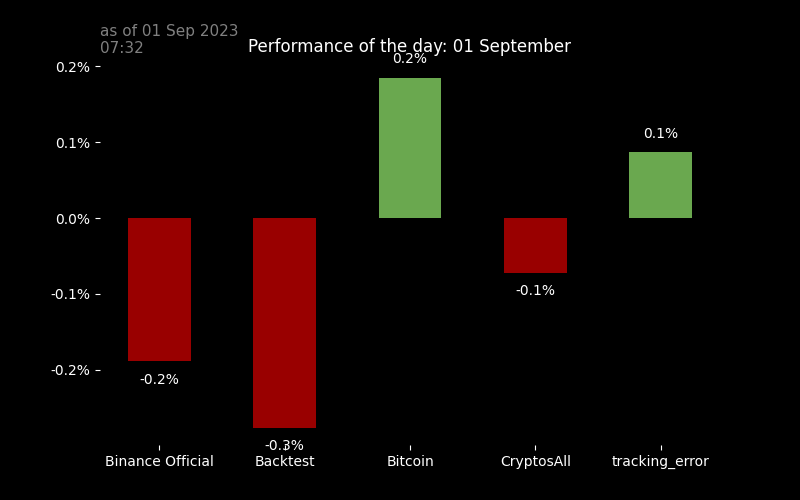 as of 01 Sep 2023
07:32
Performance of the day: 01 September
0.2%
0.1%
0.0%
-0.1%
-0.2%
-0.2%
-0.3%
0.2%
-0.1%
0.1%
Binance Official
Backtest
Bitcoin
CryptosAll
tracking_error